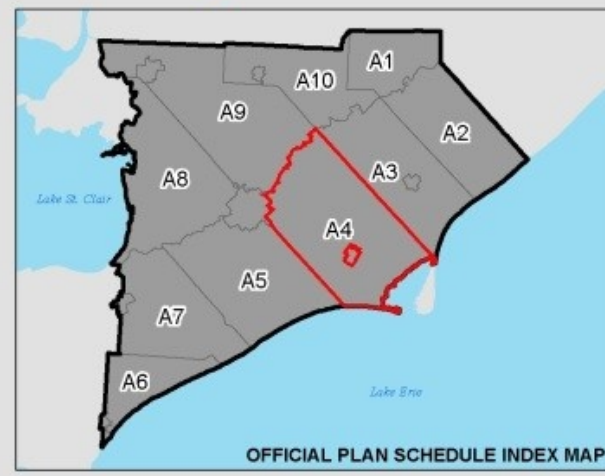 A1
A10
A9
A2
A3
A8
Lake St. Clair
A4
A5
A7
A6
Lake Erie
OFFICIAL PLAN SCHEDULE INDEX MAP